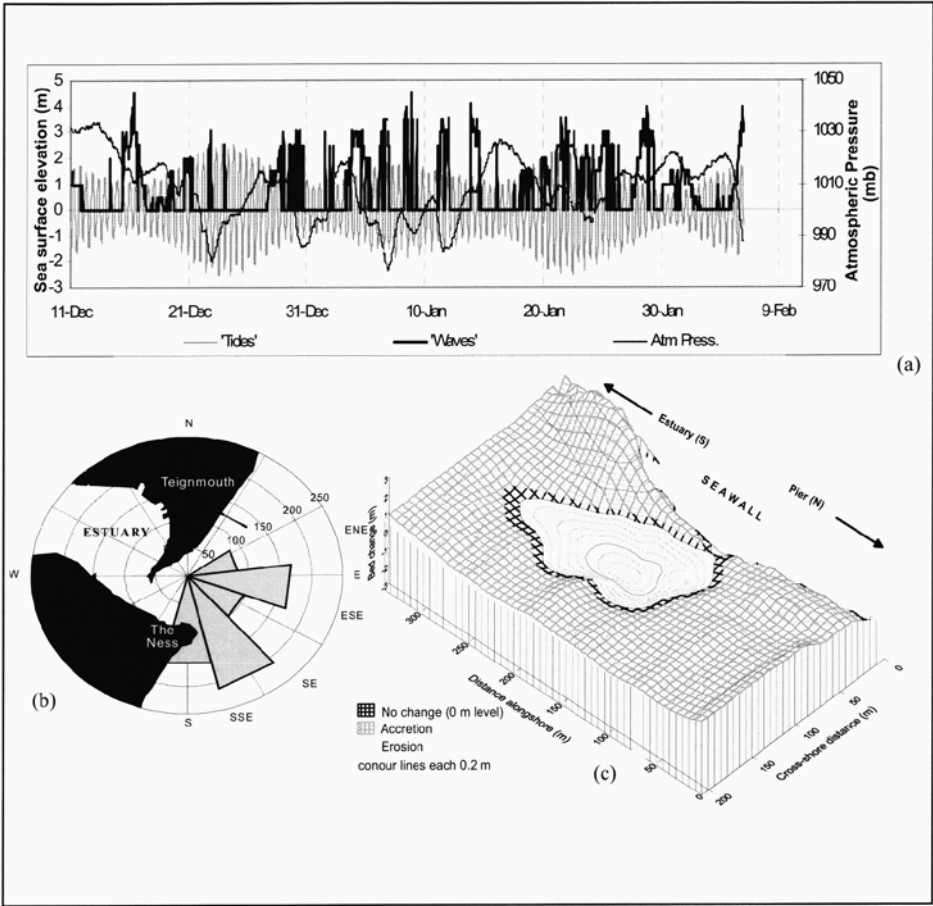 Sea surface elevation (m)
5
4
3
2
1
0
-1
-2
-3
1050
1030
1010
990
970
Atmospheric Pressure
(mb)
11-Dec 21-Dec 31-Dec 10-Jan 20-Jan 30-Jan 9-Feb
'Tides' 'Waves' Atm Press.
(a)
N
Teignmouth
ESTUARY
250
200
150
100
50
ENE
W
E
ESE
The
Ness
SE
SSE
S
(b)
Estuary (S)
SEAWALL
Pier (N)
300
250
200
150
100
50
0
Distance alongshore (m)
200
150
100
50
0
Cross-shore distance (m)
No change (0 m level)
Accretion
Erosion
conour lines each 0.2 m
(c)